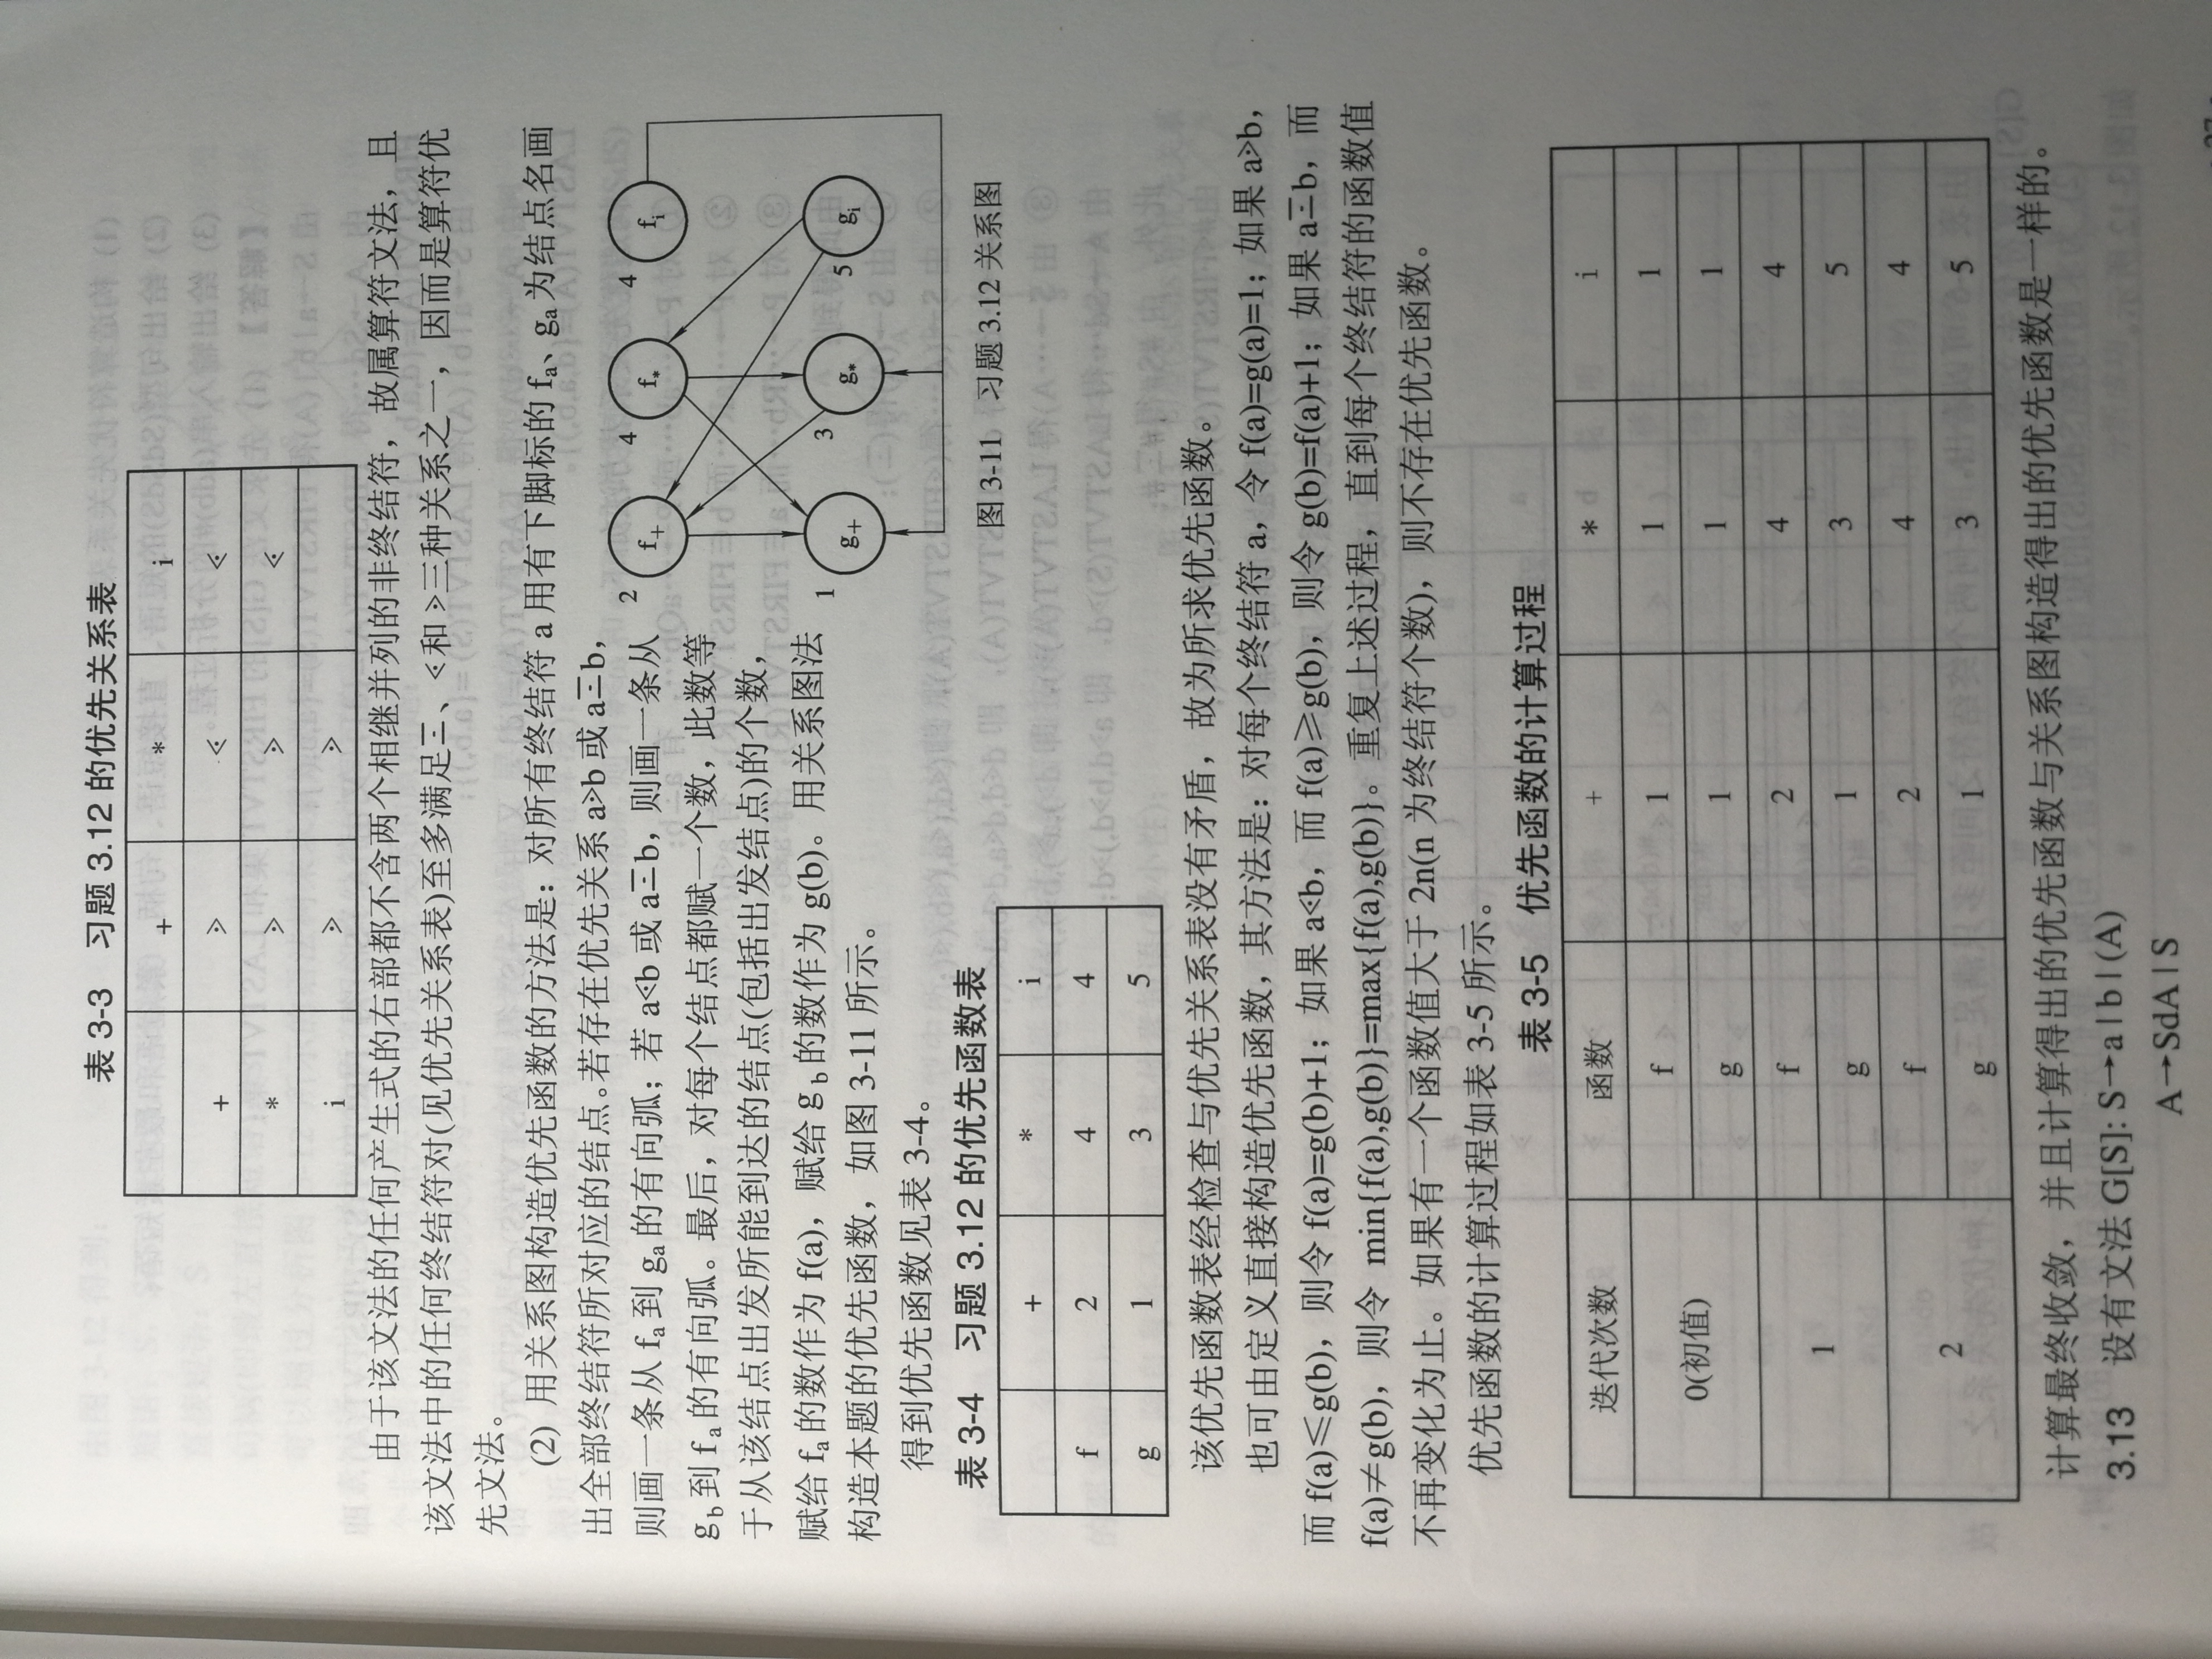 表 3-3 习题 3.12 的优先关系表
+ * i
+ ⋗ ⋖ ⋖
* ⋗ ⋗ ⋖
i ⋗ ⋗
由于该文法的任何产生式的右部都不含两个相继并列的非终结符，故属算符文法，且
该文法中的任何终结符对(见优先关系表)至多满足≐、⋖和⋗三种关系之一，因而是算符优
先文法。
(2) 用关系图构造优先函数的方法是：对所有终结符 a 用有下脚标的 fₐ、gₐ为结点名画
出全部终结符所对应的结点。若存在优先关系 a⋗b 或 a≐b，
则画一条从 fₐ到 gₐ的有向弧；若 a⋖b 或 a≐b，则画一条从
g b 到 fₐ的有向弧。最后，对每个结点都赋一个数，此数等
于从该结点出发所能到达的结点(包括出发结点)的个数，
赋给 fₐ的数作为 f(a)，赋给 g b 的数作为 g(b)。用关系图法
构造本题的优先函数，如图 3-11 所示。
2 f₊ 4 f* 4 fᵢ
1 g₊ 3 g* 5 gᵢ
图 3-11 习题 3.12 关系图
得到优先函数见表 3-4。
表 3-4 习题 3.12 的优先函数表
+ * i
f 2 4 4
g 1 3 5
该优先函数表经检查与优先关系表没有矛盾，故为所求优先函数。
也可由定义直接构造优先函数，其方法是：对每个终结符 a，令 f(a)=g(a)=1；如果 a⋗b，
而 f(a)≤g(b)，则令 f(a)=g(b)+1；如果 a⋖b，而 f(a)≥g(b)，则令 g(b)=f(a)+1；如果 a≐b，而
f(a)≠g(b)，则令 min{f(a),g(b)}=max{f(a),g(b)}。重复上述过程，直到每个终结符的函数值
不再变化为止。如果有一个函数值大于 2n(n 为终结符个数)，则不存在优先函数。
优先函数的计算过程如表 3-5 所示。
表 3-5 优先函数的计算过程
迭代次数 函数 + * i
0(初值) f 1 1 1
g 1 1 1
1 f 2 4 4
g 1 3 5
2 f 2 4 4
g 1 3 5
计算最终收敛，并且计算得出的优先函数与关系图构造得出的优先函数是一样的。
3.13 设有文法 G[S]: S→a|b|(A)
A→SdA|S